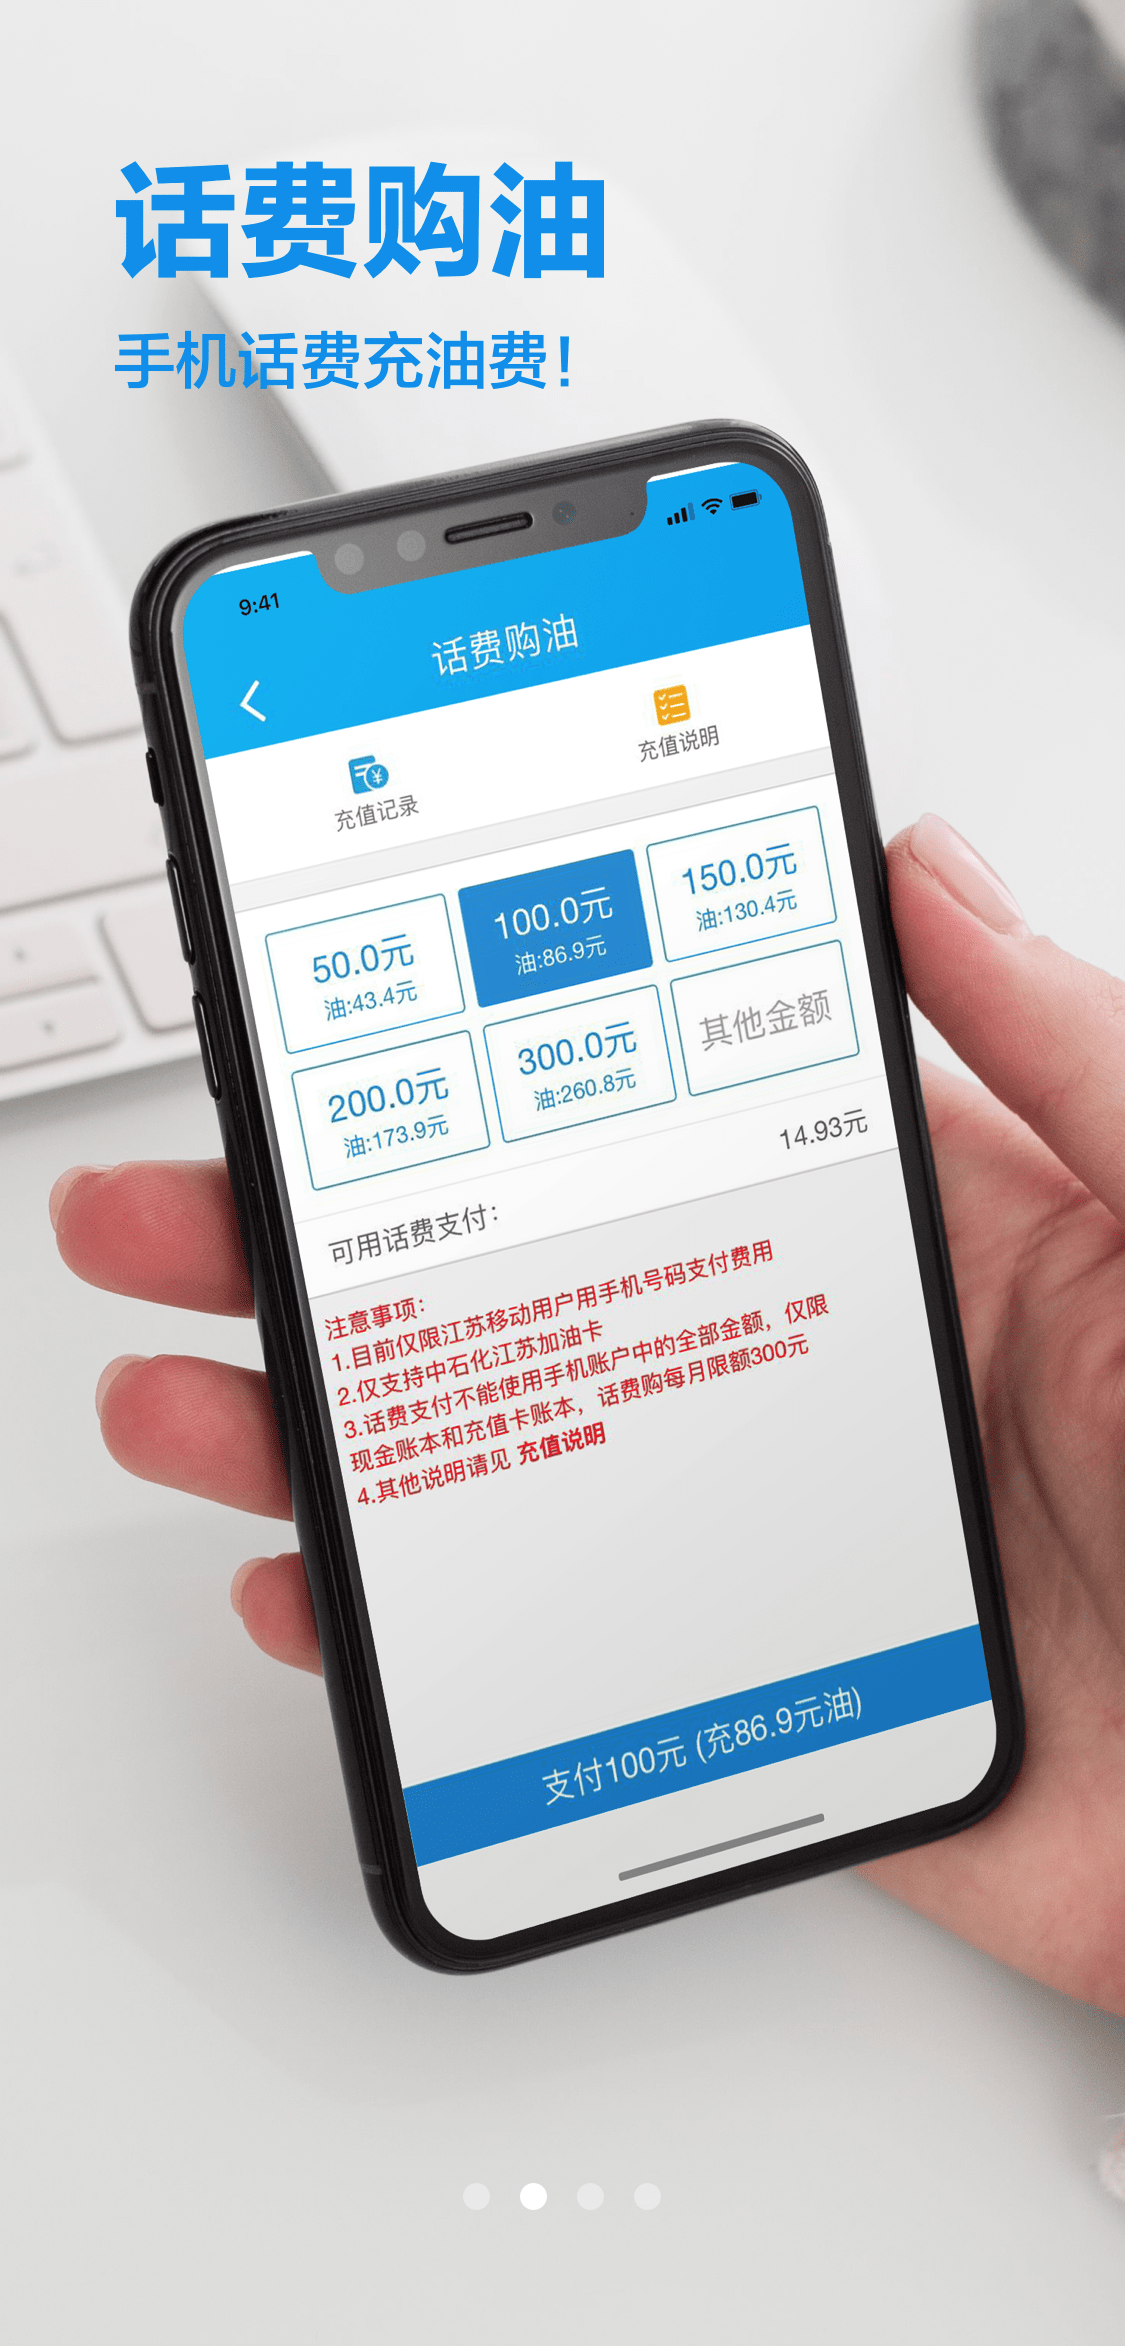 话费购油
手机话费充油费!
9:41
话费购油
充值记录
充值说明
50.0元
油:43.4元
100.0元
油:86.9元
150.0元
油:130.4元
200.0元
油:173.9元
300.0元
油:260.8元
其他金额
可用话费支付：
14.93元
注意事项：
1.目前仅限江苏移动用户用手机号码支付费用
2.仅支持中石化江苏加油卡
3.话费支付不能使用手机账户中的全部金额，仅限
现金账本和充值卡账本，话费购每月限额300元
4.其他说明请见 充值说明
支付100元 (充86.9元油)